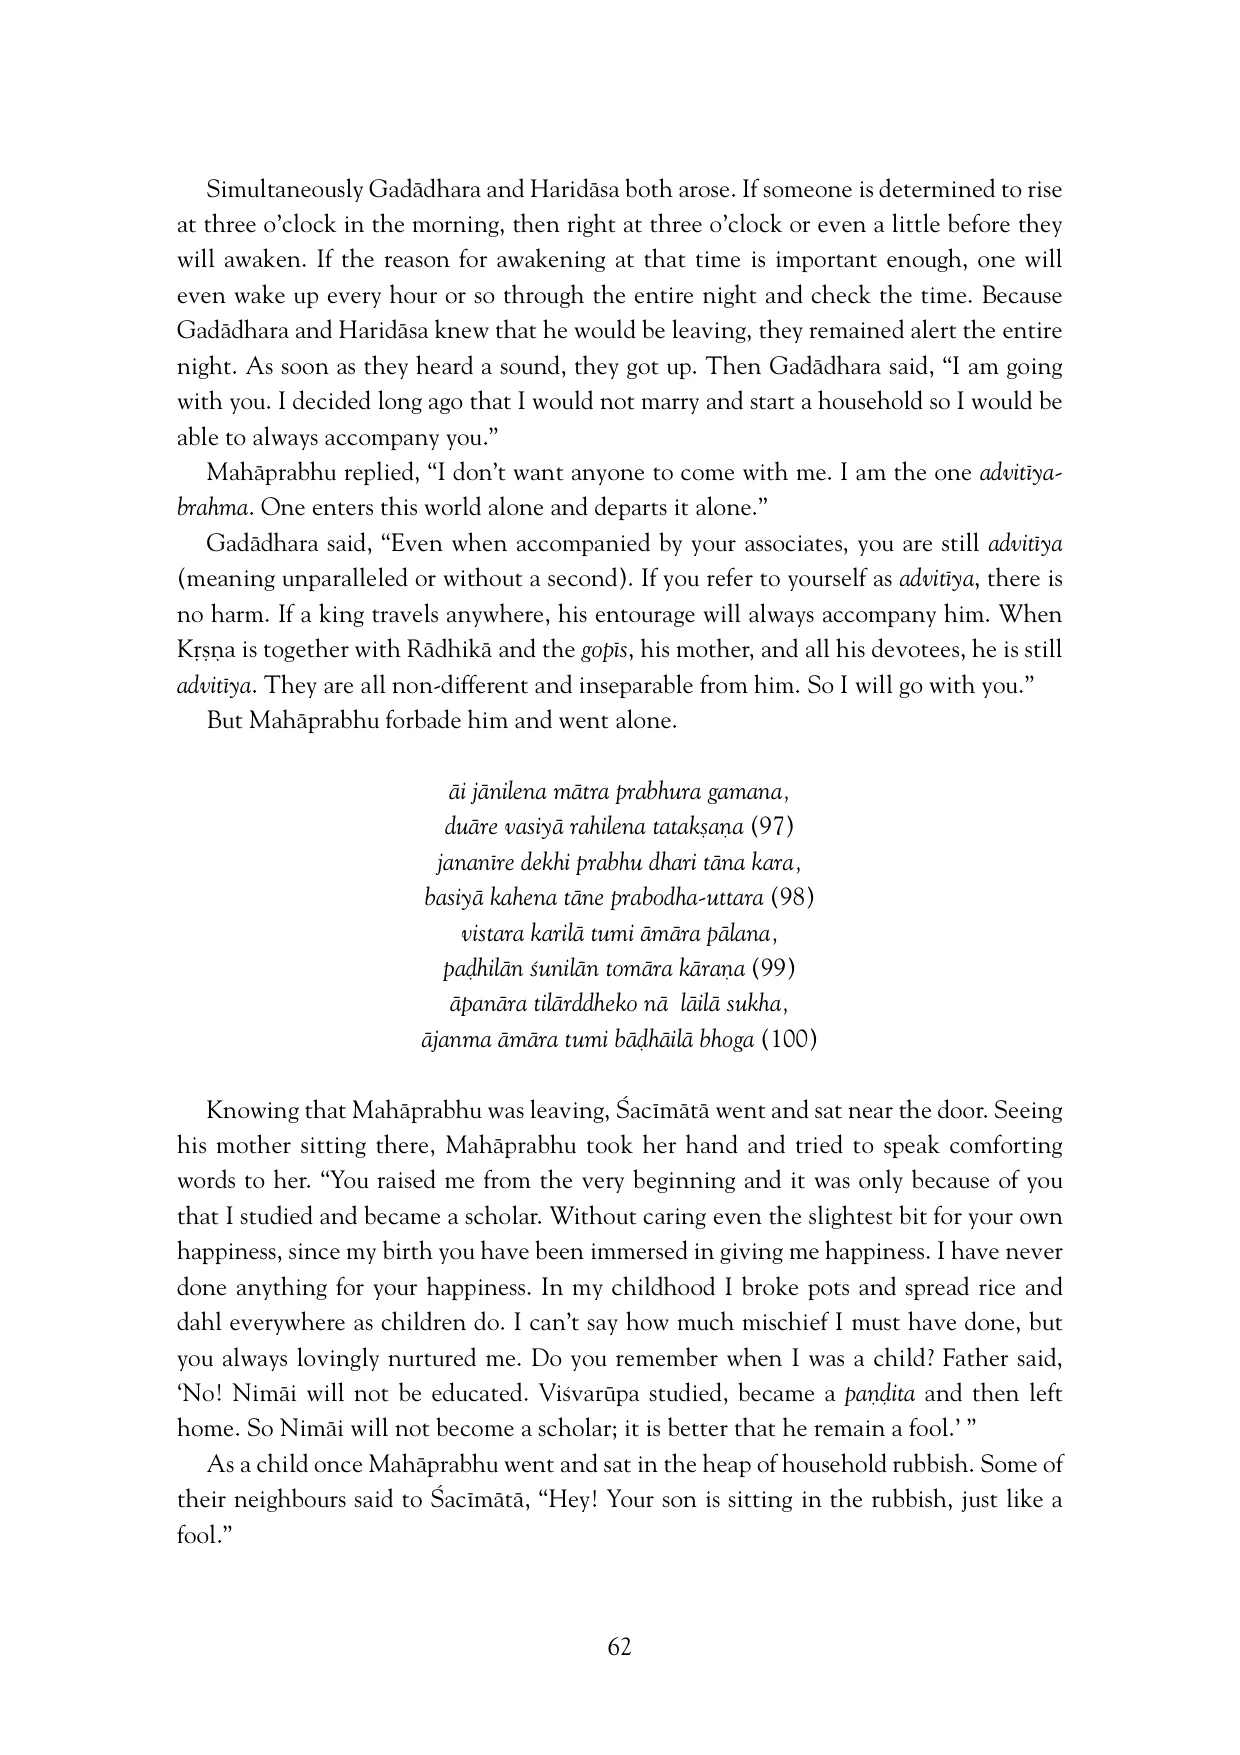 Simultaneously Gadādhara and Haridāsa both arose. If someone is determined to rise
at three o’clock in the morning, then right at three o’clock or even a little before they
will awaken. If the reason for awakening at that time is important enough, one will
even wake up every hour or so through the entire night and check the time. Because
Gadādhara and Haridāsa knew that he would be leaving, they remained alert the entire
night. As soon as they heard a sound, they got up. Then Gadādhara said, “I am going
with you. I decided long ago that I would not marry and start a household so I would be
able to always accompany you.”
Mahāprabhu replied, “I don’t want anyone to come with me. I am the one advitīya-
brahma. One enters this world alone and departs it alone.”
Gadādhara said, “Even when accompanied by your associates, you are still advitīya
(meaning unparalleled or without a second). If you refer to yourself as advitīya, there is
no harm. If a king travels anywhere, his entourage will always accompany him. When
Kṛṣṇa is together with Rādhikā and the gopīs, his mother, and all his devotees, he is still
advitīya. They are all non-different and inseparable from him. So I will go with you.”
But Mahāprabhu forbade him and went alone.
āi jānilena mātra prabhura gamana,
duāre vasiyā rahilena tatakṣaṇa (97)
jananīre dekhi prabhu dhari tāna kara,
basiyā kahena tāne prabodha-uttara (98)
vistara karilā tumi āmāra pālana,
paḍhilān śunilān tomāra kāraṇa (99)
āpanāra tilārddheko nā lāilā sukha,
ājanma āmāra tumi bāḍhāilā bhoga (100)
Knowing that Mahāprabhu was leaving, Śacīmātā went and sat near the door. Seeing
his mother sitting there, Mahāprabhu took her hand and tried to speak comforting
words to her. “You raised me from the very beginning and it was only because of you
that I studied and became a scholar. Without caring even the slightest bit for your own
happiness, since my birth you have been immersed in giving me happiness. I have never
done anything for your happiness. In my childhood I broke pots and spread rice and
dahl everywhere as children do. I can’t say how much mischief I must have done, but
you always lovingly nurtured me. Do you remember when I was a child? Father said,
‘No! Nimāi will not be educated. Viśvarūpa studied, became a paṇḍita and then left
home. So Nimāi will not become a scholar; it is better that he remain a fool.’ ”
As a child once Mahāprabhu went and sat in the heap of household rubbish. Some of
their neighbours said to Śacīmātā, “Hey! Your son is sitting in the rubbish, just like a
fool.”
62